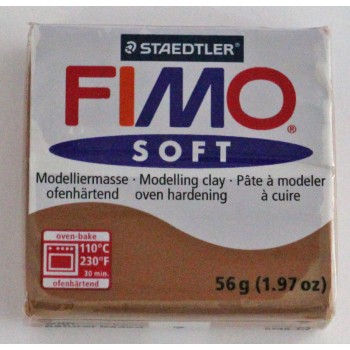 STAEDTLER
FIMO®
SOFT
Modelliermasse · Modelling clay · Pâte à modeler
ofenhärtend oven hardening à cuire
oven-bake
110°C
230°F
30 min.
ofenhärtend
56 g (1.97 oz)